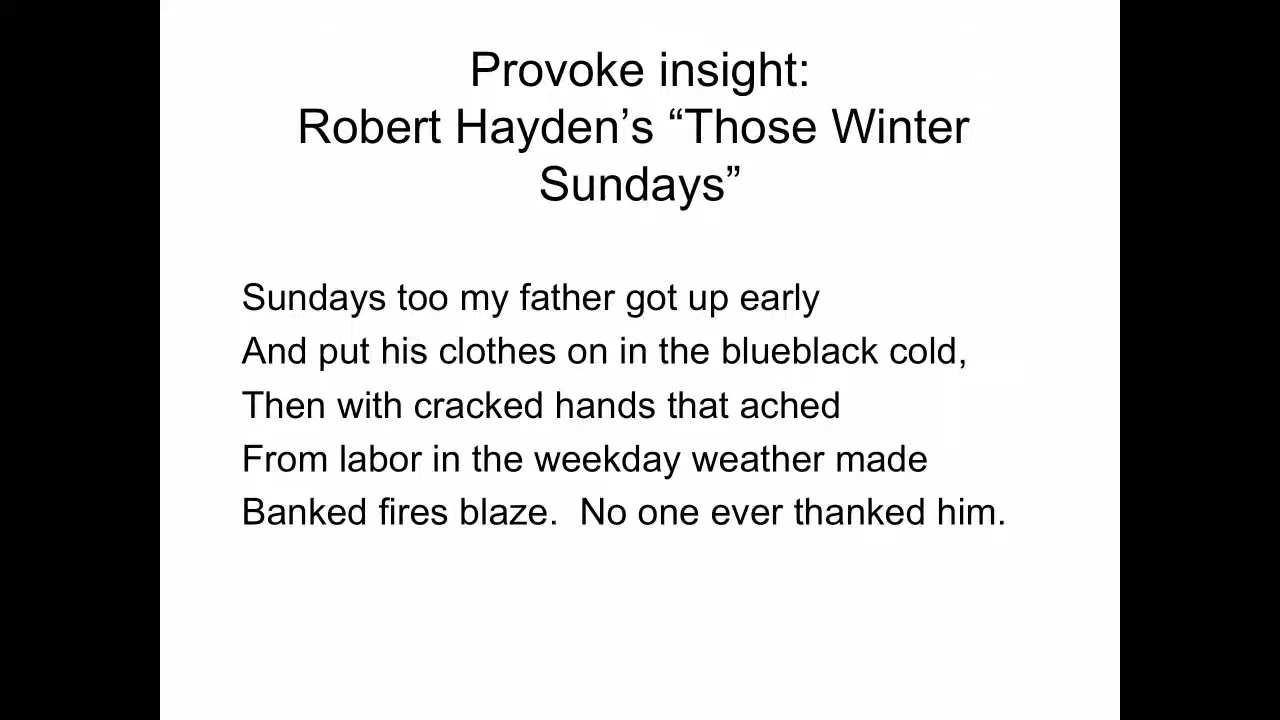 Provoke insight:
Robert Hayden’s “Those Winter
Sundays”
Sundays too my father got up early
And put his clothes on in the blueblack cold,
Then with cracked hands that ached
From labor in the weekday weather made
Banked fires blaze.  No one ever thanked him.